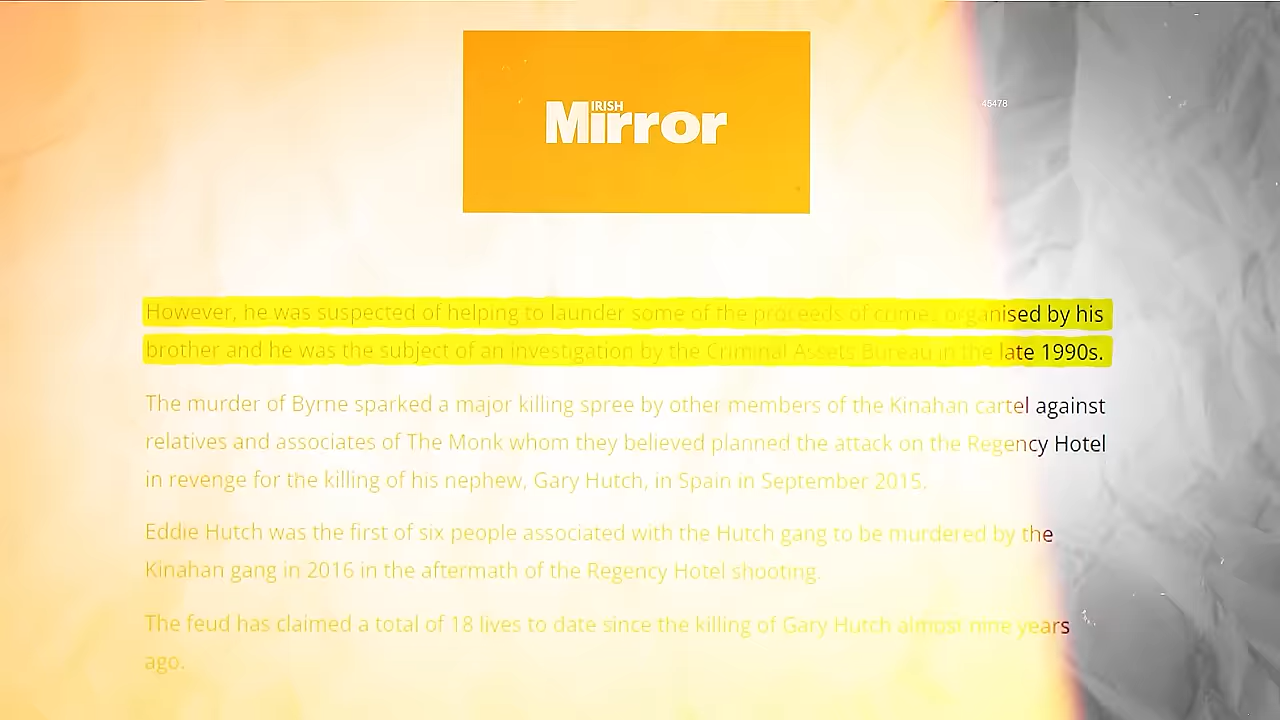 IRISH
Mirror
45478
However, he was suspected of helping to launder some of the proceeds of crimes organised by his
brother and he was the subject of an investigation by the Criminal Assets Bureau in the late 1990s.
The murder of Byrne sparked a major killing spree by other members of the Kinahan cartel against
relatives and associates of The Monk whom they believed planned the attack on the Regency Hotel
in revenge for the killing of his nephew, Gary Hutch, in Spain in September 2015.
Eddie Hutch was the first of six people associated with the Hutch gang to be murdered by the
Kinahan gang in 2016 in the aftermath of the Regency Hotel shooting.
The feud has claimed a total of 18 lives to date since the killing of Gary Hutch almost nine years
ago.